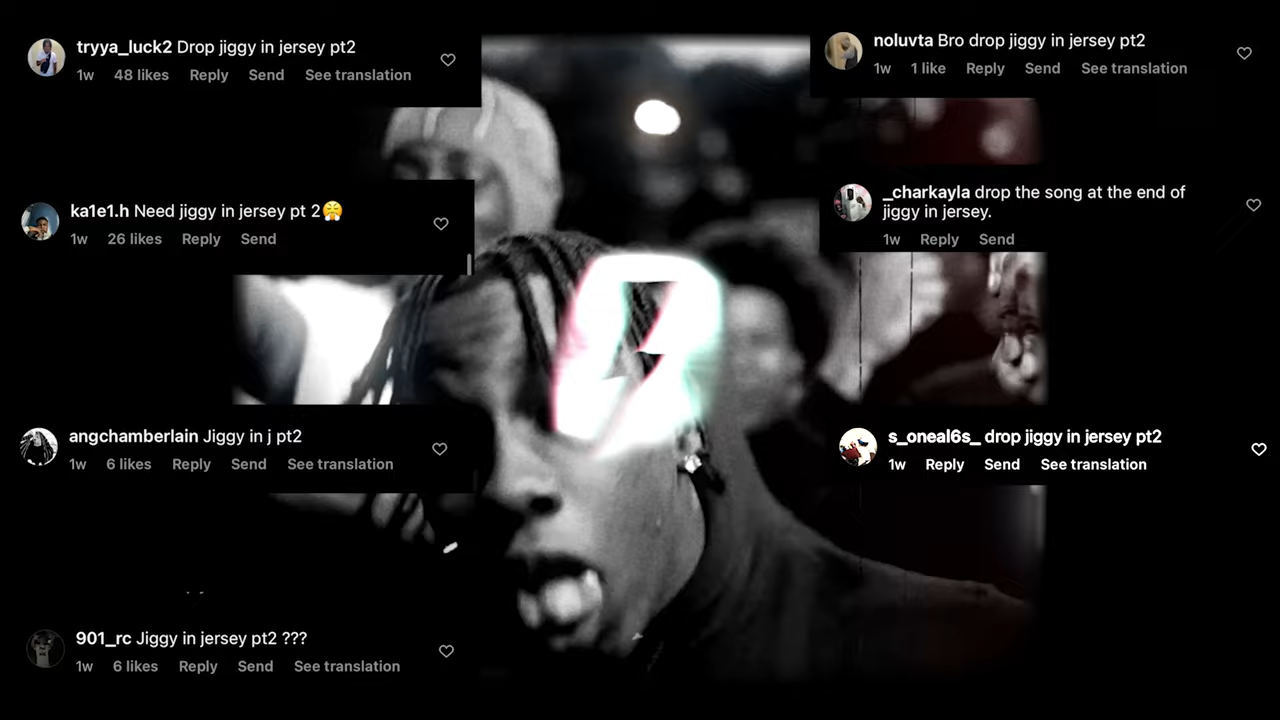 tryya_luck2 Drop jiggy in jersey pt2
1w 48 likes Reply Send See translation
noluvta Bro drop jiggy in jersey pt2
1w 1 like Reply Send See translation
ka1e1.h Need jiggy in jersey pt 2😤
1w 26 likes Reply Send
_charkayla drop the song at the end of
jiggy in jersey.
1w Reply Send
angchamberlain Jiggy in j pt2
1w 6 likes Reply Send See translation
s_oneal6s_ drop jiggy in jersey pt2
1w Reply Send See translation
901_rc Jiggy in jersey pt2 ???
1w 6 likes Reply Send See translation